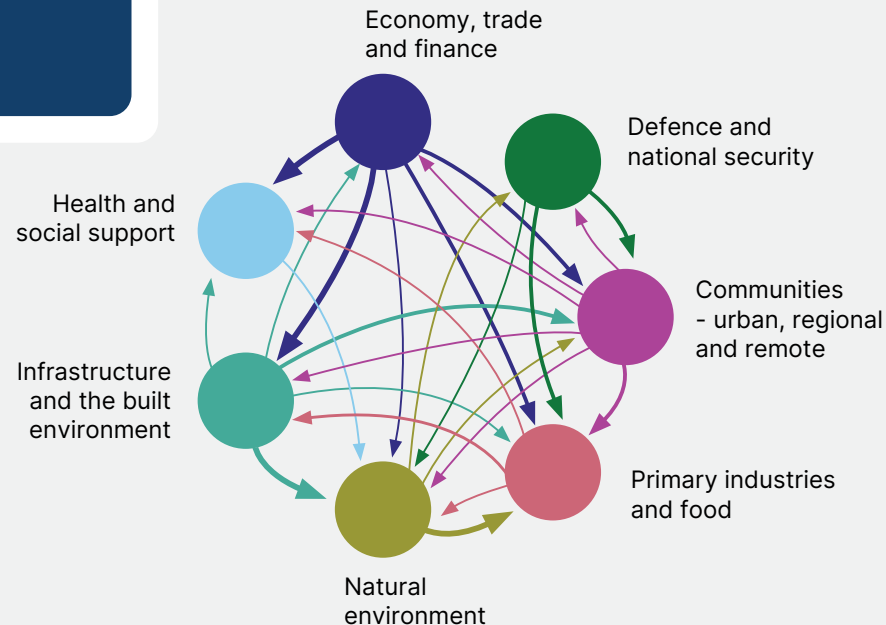 Economy, trade
and finance
Defence and
national security
Health and
social support
Communities
- urban, regional
and remote
Infrastructure
and the built
environment
Primary industries
and food
Natural
environment